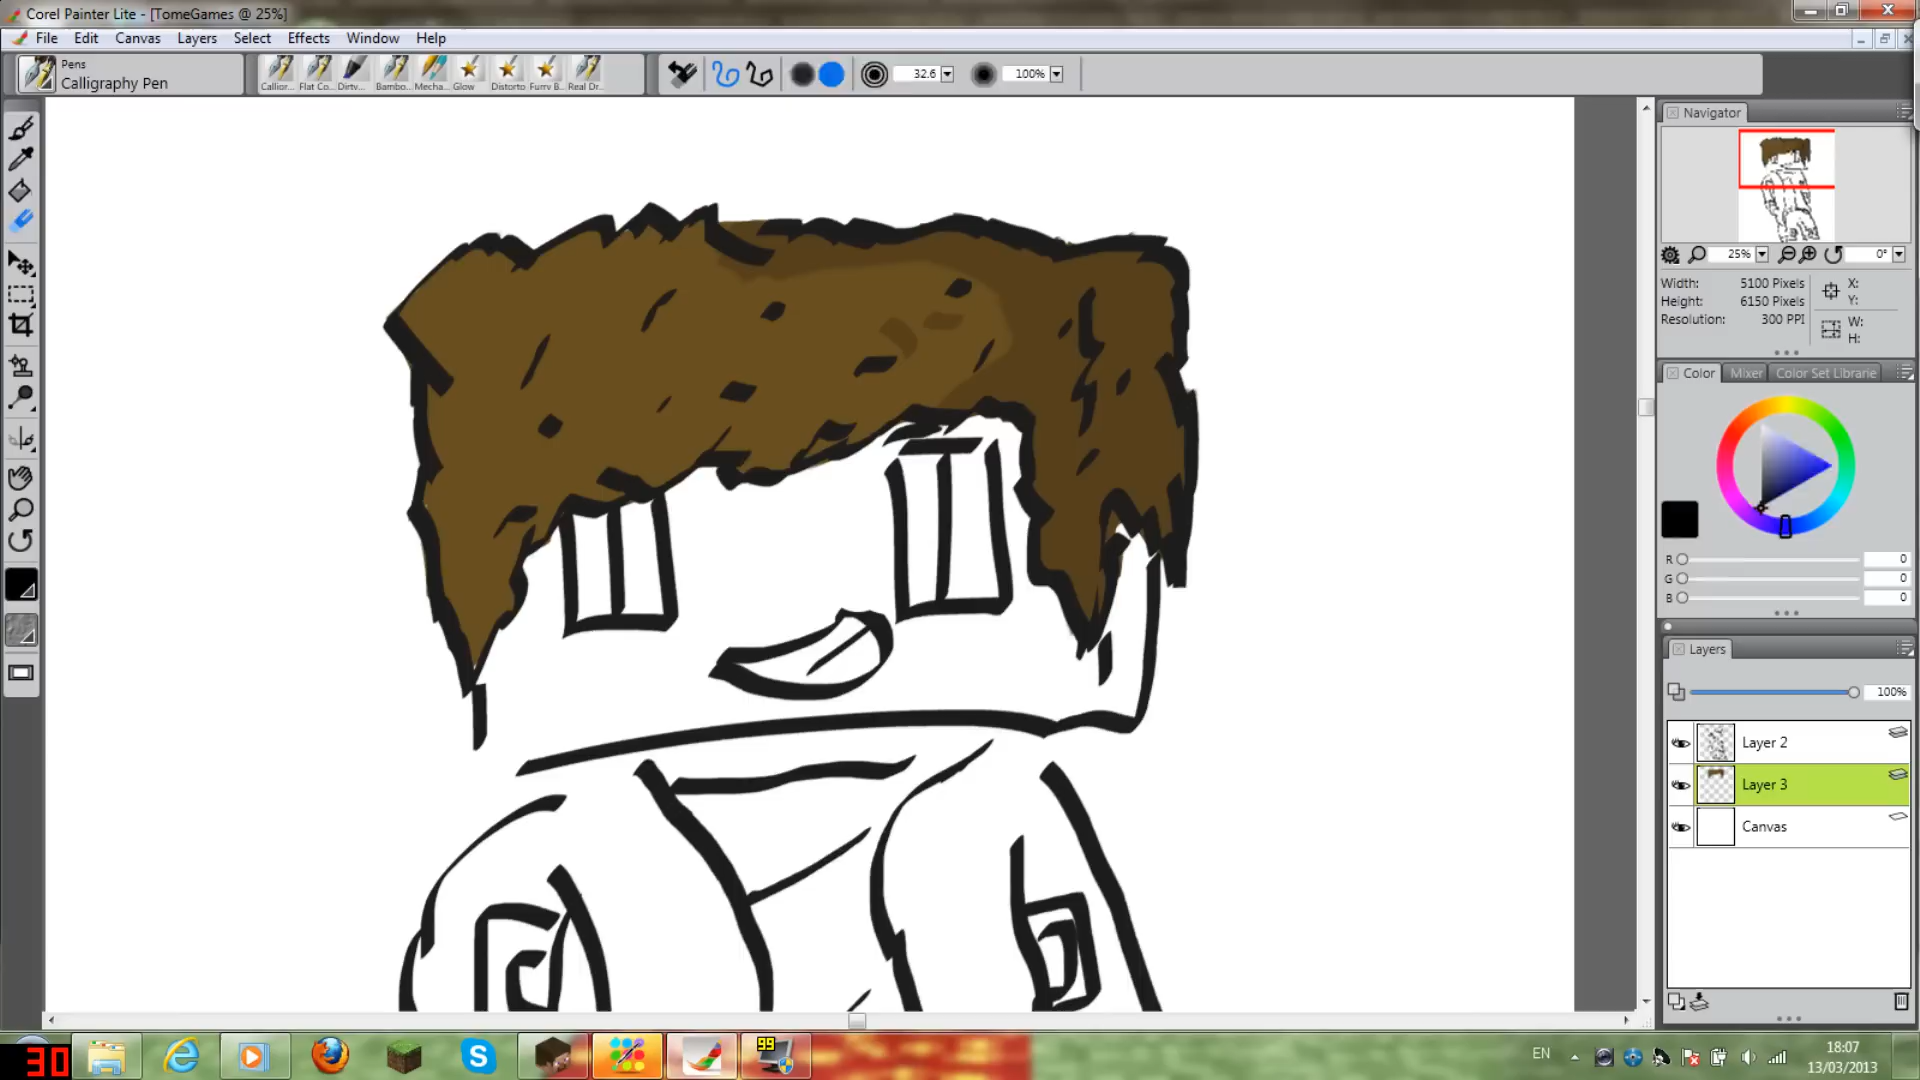 Corel Painter Lite - [TomeGames @ 25%]
File Edit Canvas Layers Select Effects Window Help
Pens
Calligraphy Pen
Calligr... Flat Co... Dirty... Bambo... Mecha... Glow Distorto Furry B... Real Dr...
32.6
100%
Navigator
25%
0°
Width: 5100 Pixels
Height: 6150 Pixels
Resolution: 300 PPI
X:
Y:
W:
H:
Color Mixer Color Set Librarie
R 0
G 0
B 0
Layers
100%
Layer 2
Layer 3
Canvas
30
99
EN
18:07
13/03/2013